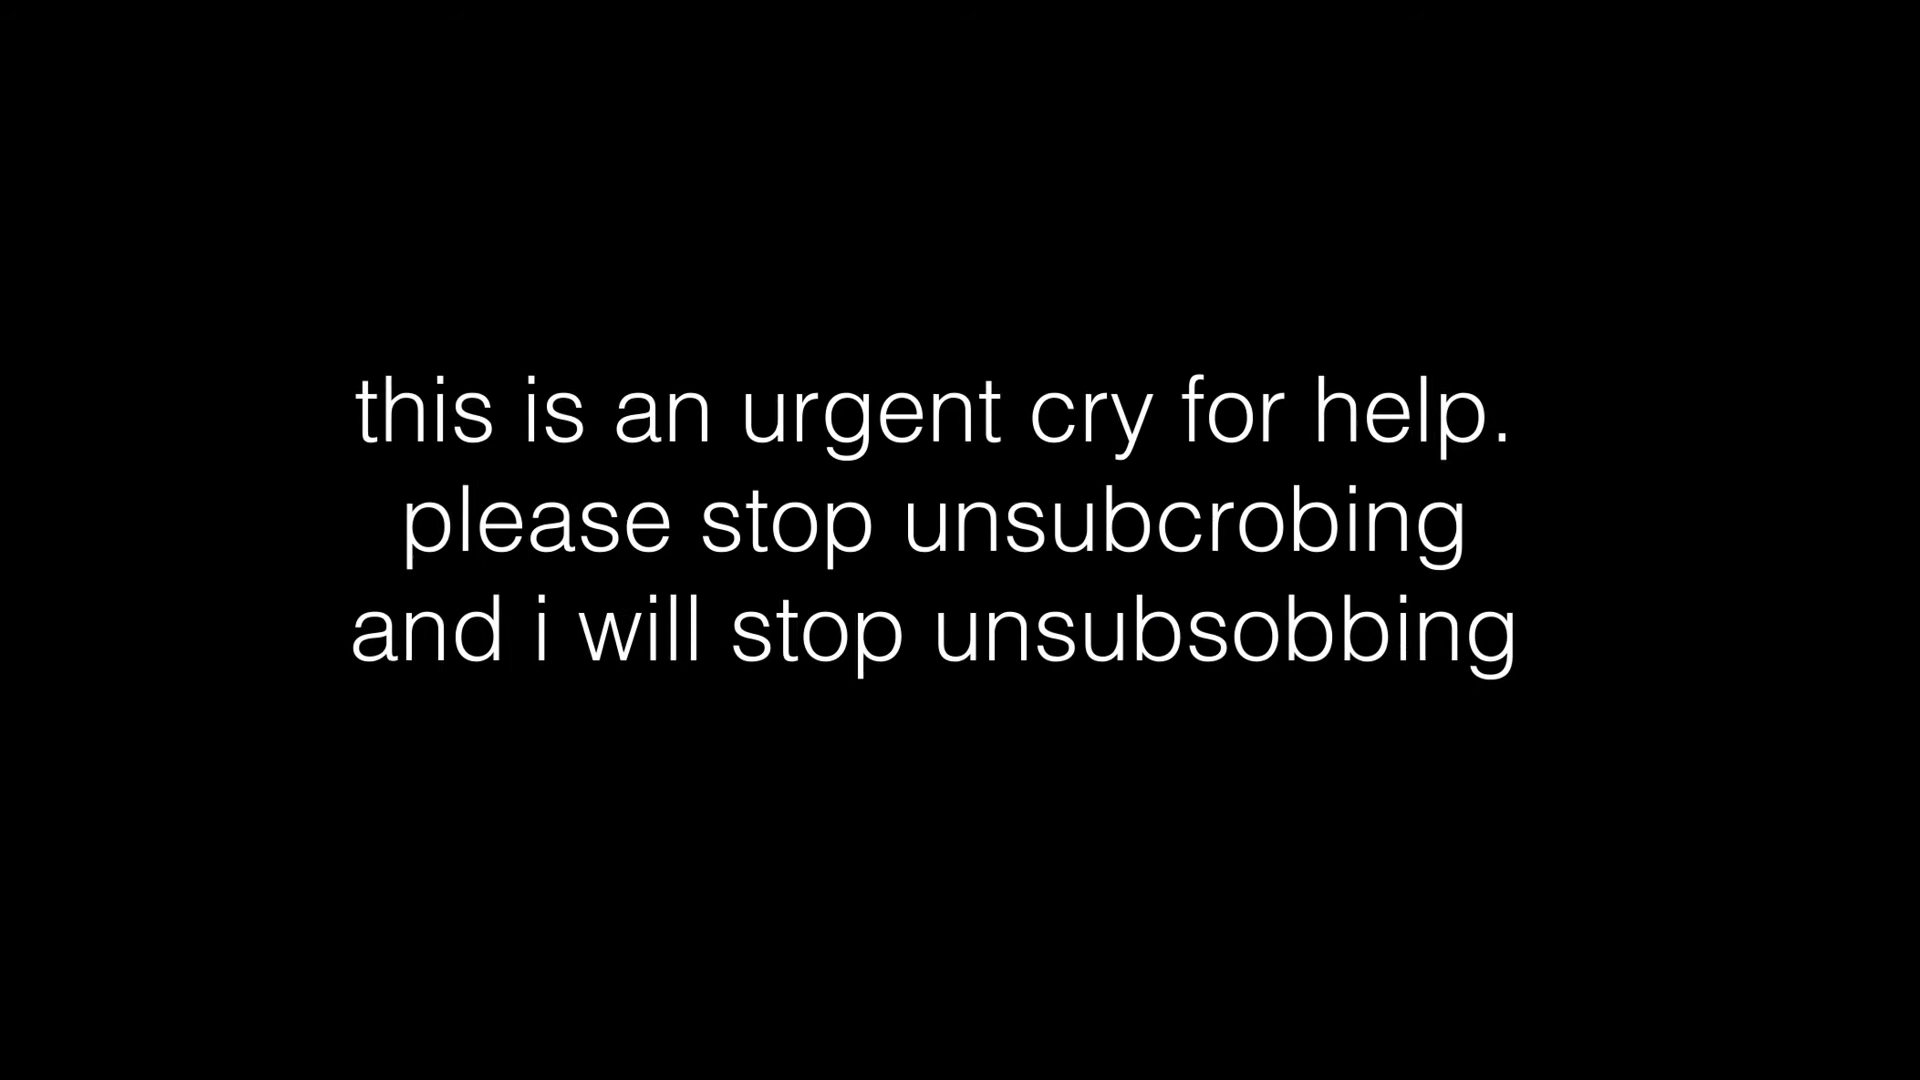 this is an urgent cry for help.
please stop unsubcrobing
and i will stop unsubsobbing